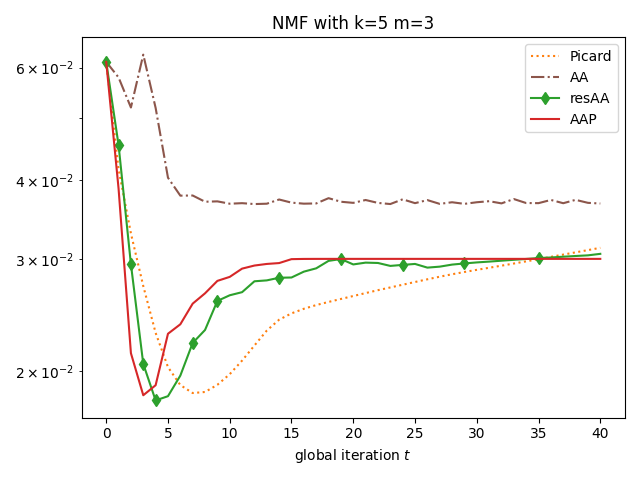 NMF with k=5 m=3
Picard
AA
resAA
AAP
6 × 10⁻²
4 × 10⁻²
3 × 10⁻²
2 × 10⁻²
0 5 10 15 20 25 30 35 40
global iteration t